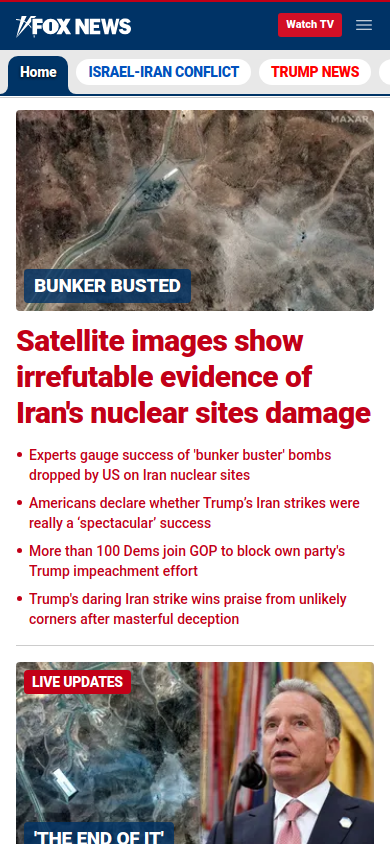 FOX NEWS
Watch TV
Home
ISRAEL-IRAN CONFLICT
TRUMP NEWS
MAXAR
BUNKER BUSTED
Satellite images show
irrefutable evidence of
Iran's nuclear sites damage
Experts gauge success of 'bunker buster' bombs
dropped by US on Iran nuclear sites
Americans declare whether Trump’s Iran strikes were
really a ‘spectacular’ success
More than 100 Dems join GOP to block own party's
Trump impeachment effort
Trump's daring Iran strike wins praise from unlikely
corners after masterful deception
LIVE UPDATES
'THE END OF IT'